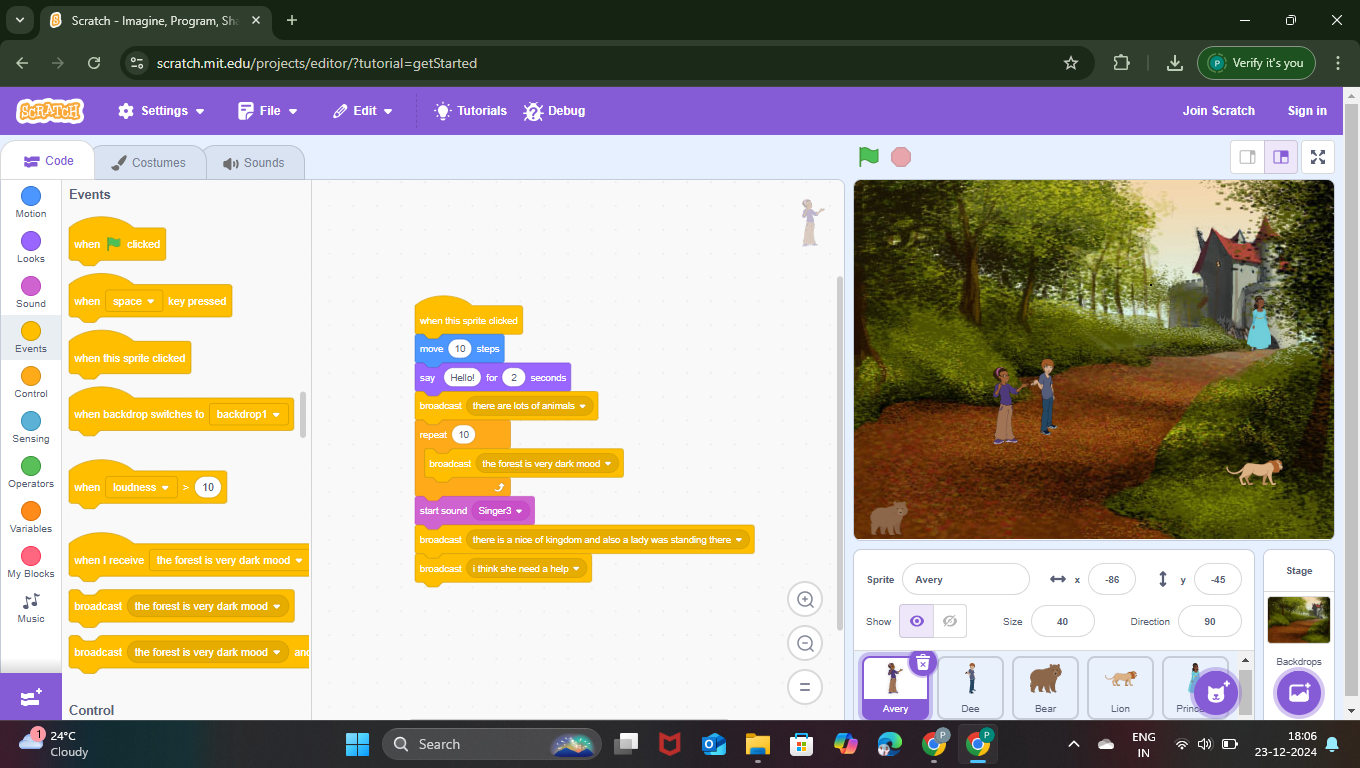 Scratch - Imagine, Program, Sha
scratch.mit.edu/projects/editor/?tutorial=getStarted
P
Verify it's you
SCRATCH
Settings
File
Edit
Tutorials
Debug
Join Scratch
Sign in
Code
Costumes
Sounds
Motion
Looks
Sound
Events
Control
Sensing
Operators
Variables
My Blocks
Music
Events
when clicked
when space key pressed
when this sprite clicked
when backdrop switches to backdrop1
when loudness > 10
when I receive the forest is very dark mood
broadcast the forest is very dark mood
broadcast the forest is very dark mood and
Control
when this sprite clicked
move 10 steps
say Hello! for 2 seconds
broadcast there are lots of animals
repeat 10
broadcast the forest is very dark mood
start sound Singer3
broadcast there is a nice of kingdom and also a lady was standing there
broadcast i think she need a help
Sprite Avery x -86 y -45
Show Size 40 Direction 90
Avery
Dee
Bear
Lion
Stage
Backdrops
1
24°C
Cloudy
Search
P
P
ENG
IN
18:06
23-12-2024